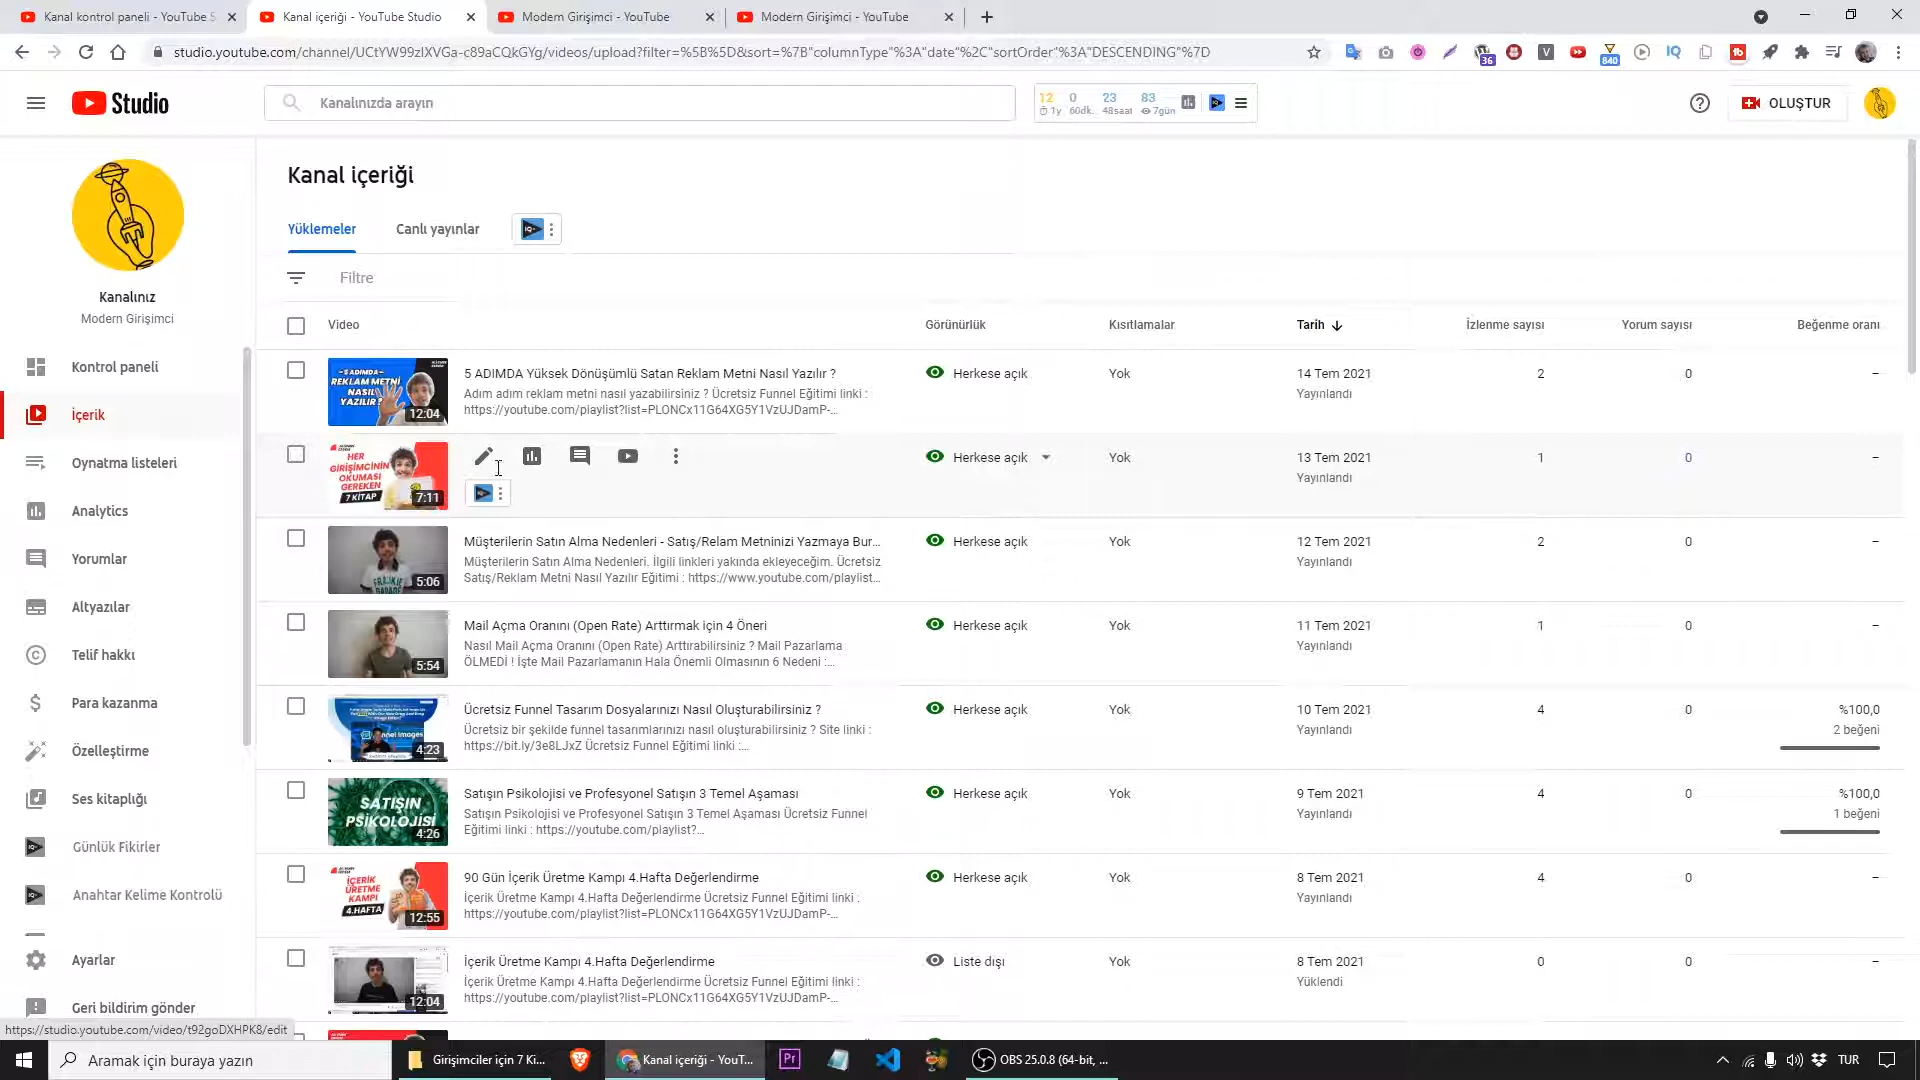 Kanal kontrol paneli - YouTube S
Kanal içeriği - YouTube Studio
Modern Girişimci - YouTube
Modern Girişimci - YouTube
studio.youtube.com/channel/UCtYW99zlXVGa-c89aCQkGYg/videos/upload?filter=%5B%5D&sort=%7B"columnType"%3A"date"%2C"sortOrder"%3A"DESCENDING"%7D
36
840
Studio
Kanalınızda arayın
12 0 23 83
1y 60dk. 48saat 7gün
OLUŞTUR
Kanalınız
Modern Girişimci
Kontrol paneli
İçerik
Oynatma listeleri
Analytics
Yorumlar
Altyazılar
Telif hakkı
Para kazanma
Özelleştirme
Ses kitaplığı
Günlük Fikirler
Anahtar Kelime Kontrolü
Ayarlar
Geri bildirim gönder
Kanal içeriği
Yüklemeler
Canlı yayınlar
Filtre
Video Görünürlük Kısıtlamalar Tarih İzlenme sayısı Yorum sayısı Beğenme oranı
5 ADIMDA
REKLAM METNİ
NASIL
YAZILIR ?
12:04
5 ADIMDA Yüksek Dönüşümlü Satan Reklam Metni Nasıl Yazılır ?
Adım adım reklam metni nasıl yazabilirsiniz ? Ücretsiz Funnel Eğitimi linki :
https://youtube.com/playlist?list=PLONCx11G64XG5Y1VzUJDamP-...
Herkese açık Yok 14 Tem 2021 2 0 –
Yayınlandı
HER
GİRİŞİMCİNİN
OKUMASI
GEREKEN
7 KİTAP
7:11
Herkese açık Yok 13 Tem 2021 1 0 –
Yayınlandı
5:06
Müşterilerin Satın Alma Nedenleri - Satış/Relam Metninizi Yazmaya Bur...
Müşterilerin Satın Alma Nedenleri. İlgili linkleri yakında ekleyeceğim. Ücretsiz
Satış/Reklam Metni Nasıl Yazılır Eğitimi : https://www.youtube.com/playlist...
Herkese açık Yok 12 Tem 2021 2 0 –
Yayınlandı
5:54
Mail Açma Oranını (Open Rate) Arttırmak için 4 Öneri
Nasıl Mail Açma Oranını (Open Rate) Arttırabilirsiniz ? Mail Pazarlama
ÖLMEDİ ! İşte Mail Pazarlamanın Hala Önemli Olmasının 6 Nedeni :...
Herkese açık Yok 11 Tem 2021 1 0 –
Yayınlandı
4:23
Ücretsiz Funnel Tasarım Dosyalarınızı Nasıl Oluşturabilirsiniz ?
Ücretsiz bir şekilde funnel tasarımlarınızı nasıl oluşturabilirsiniz ? Site linki :
https://bit.ly/3e8LJxZ Ücretsiz Funnel Eğitimi linki :...
Herkese açık Yok 10 Tem 2021 4 0 %100,0
Yayınlandı 2 beğeni
SATIŞIN
PSİKOLOJİSİ
4:26
Satışın Psikolojisi ve Profesyonel Satışın 3 Temel Aşaması
Satışın Psikolojisi ve Profesyonel Satışın 3 Temel Aşaması Ücretsiz Funnel
Eğitimi linki : https://youtube.com/playlist?...
Herkese açık Yok 9 Tem 2021 4 0 %100,0
Yayınlandı 1 beğeni
İÇERİK
ÜRETME
KAMPI
4.HAFTA
12:55
90 Gün İçerik Üretme Kampı 4.Hafta Değerlendirme
İçerik Üretme Kampı 4.Hafta Değerlendirme Ücretsiz Funnel Eğitimi linki :
https://youtube.com/playlist?list=PLONCx11G64XG5Y1VzUJDamP-...
Herkese açık Yok 8 Tem 2021 4 0 –
Yayınlandı
12:04
İçerik Üretme Kampı 4.Hafta Değerlendirme
İçerik Üretme Kampı 4.Hafta Değerlendirme Ücretsiz Funnel Eğitimi linki :
https://youtube.com/playlist?list=PLONCx11G64XG5Y1VzUJDamP-...
Liste dışı Yok 8 Tem 2021 0 0 –
Yüklendi
https://studio.youtube.com/video/t92goDXHPK8/edit
Aramak için buraya yazın
Girişimciler için 7 Ki...
Kanal içeriği - YouT...
OBS 25.0.8 (64-bit, ...
TUR